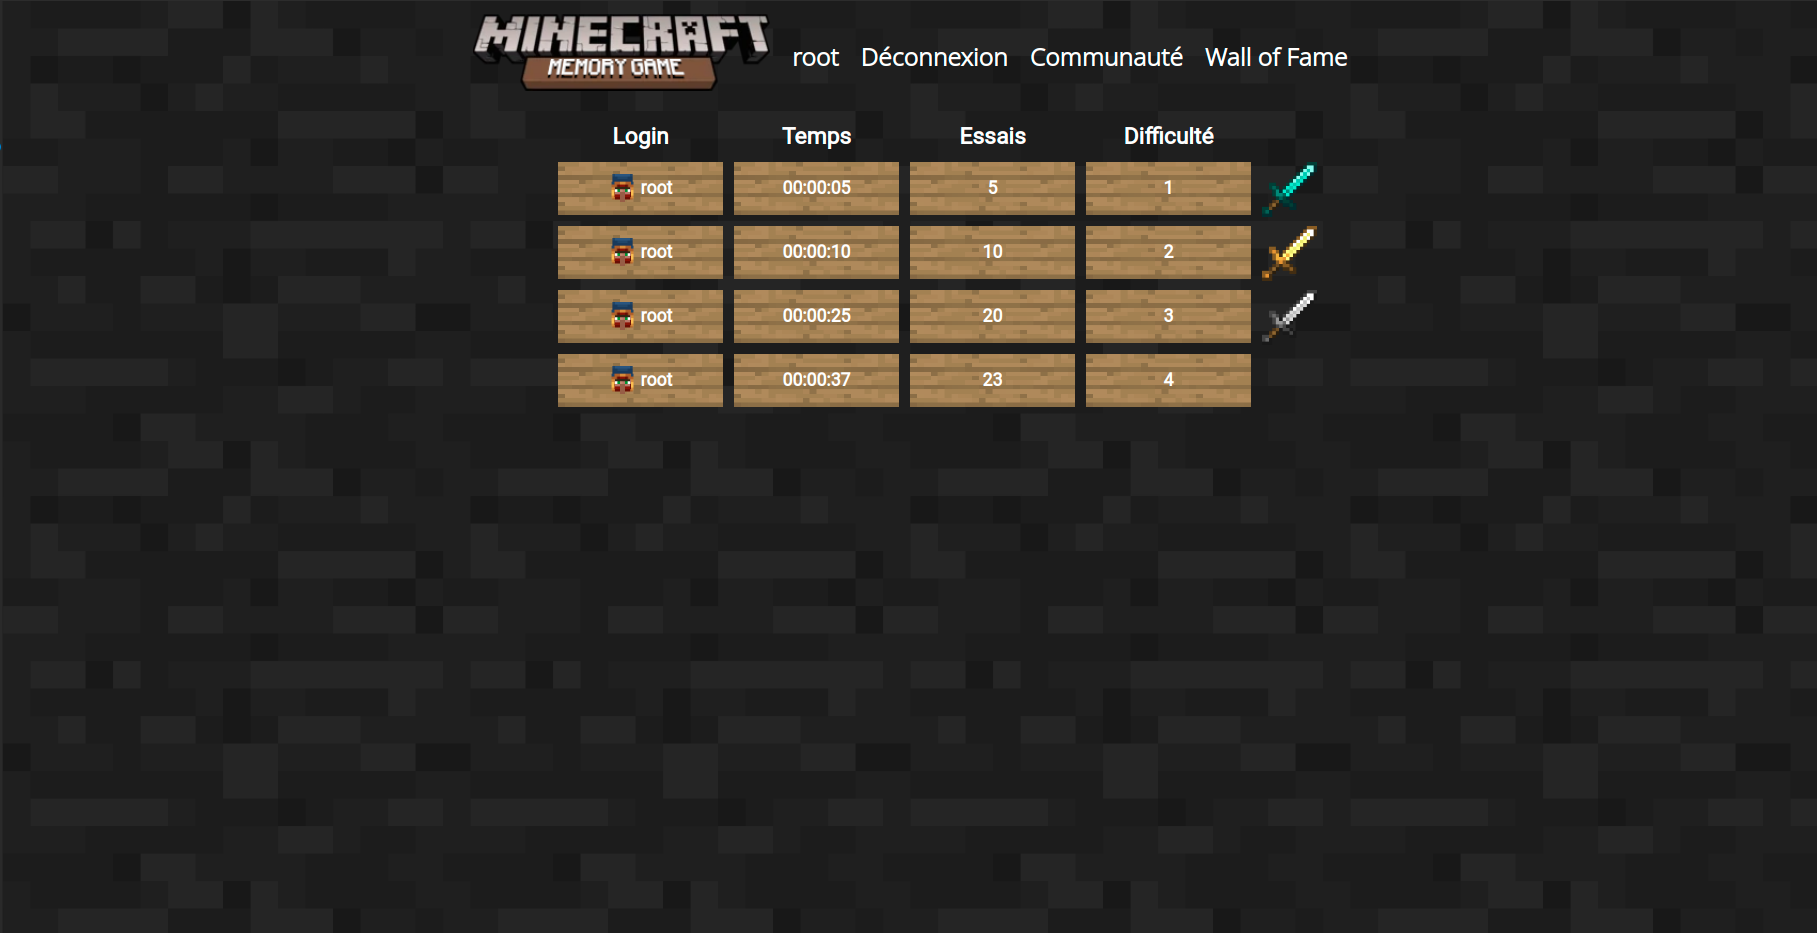 MINECRAFT
MEMORY GAME
root Déconnexion Communauté Wall of Fame
Login Temps Essais Difficulté
root 00:00:05 5 1
root 00:00:10 10 2
root 00:00:25 20 3
root 00:00:37 23 4